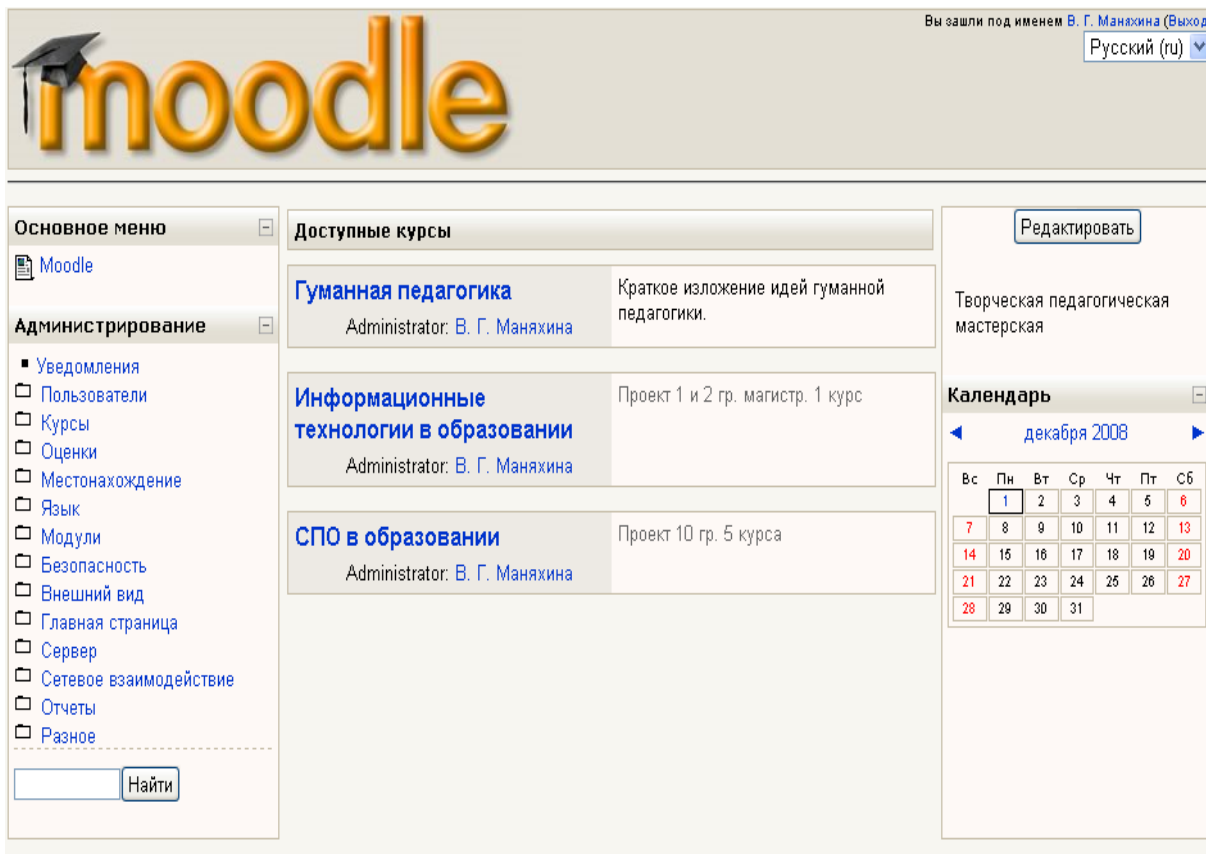 moodle
Вы зашли под именем В. Г. Маняхина (Выход
Русский (ru)
Основное меню
Moodle
Администрирование
Уведомления
Пользователи
Курсы
Оценки
Местонахождение
Язык
Модули
Безопасность
Внешний вид
Главная страница
Сервер
Сетевое взаимодействие
Отчеты
Разное
Найти
Доступные курсы
Гуманная педагогика
Administrator: В. Г. Маняхина
Краткое изложение идей гуманной
педагогики.
Информационные
технологии в образовании
Administrator: В. Г. Маняхина
Проект 1 и 2 гр. магистр. 1 курс
СПО в образовании
Administrator: В. Г. Маняхина
Проект 10 гр. 5 курса
Редактировать
Творческая педагогическая
мастерская
Календарь
декабря 2008
Вс Пн Вт Ср Чт Пт Сб
1 2 3 4 5 6
7 8 9 10 11 12 13
14 15 16 17 18 19 20
21 22 23 24 25 26 27
28 29 30 31